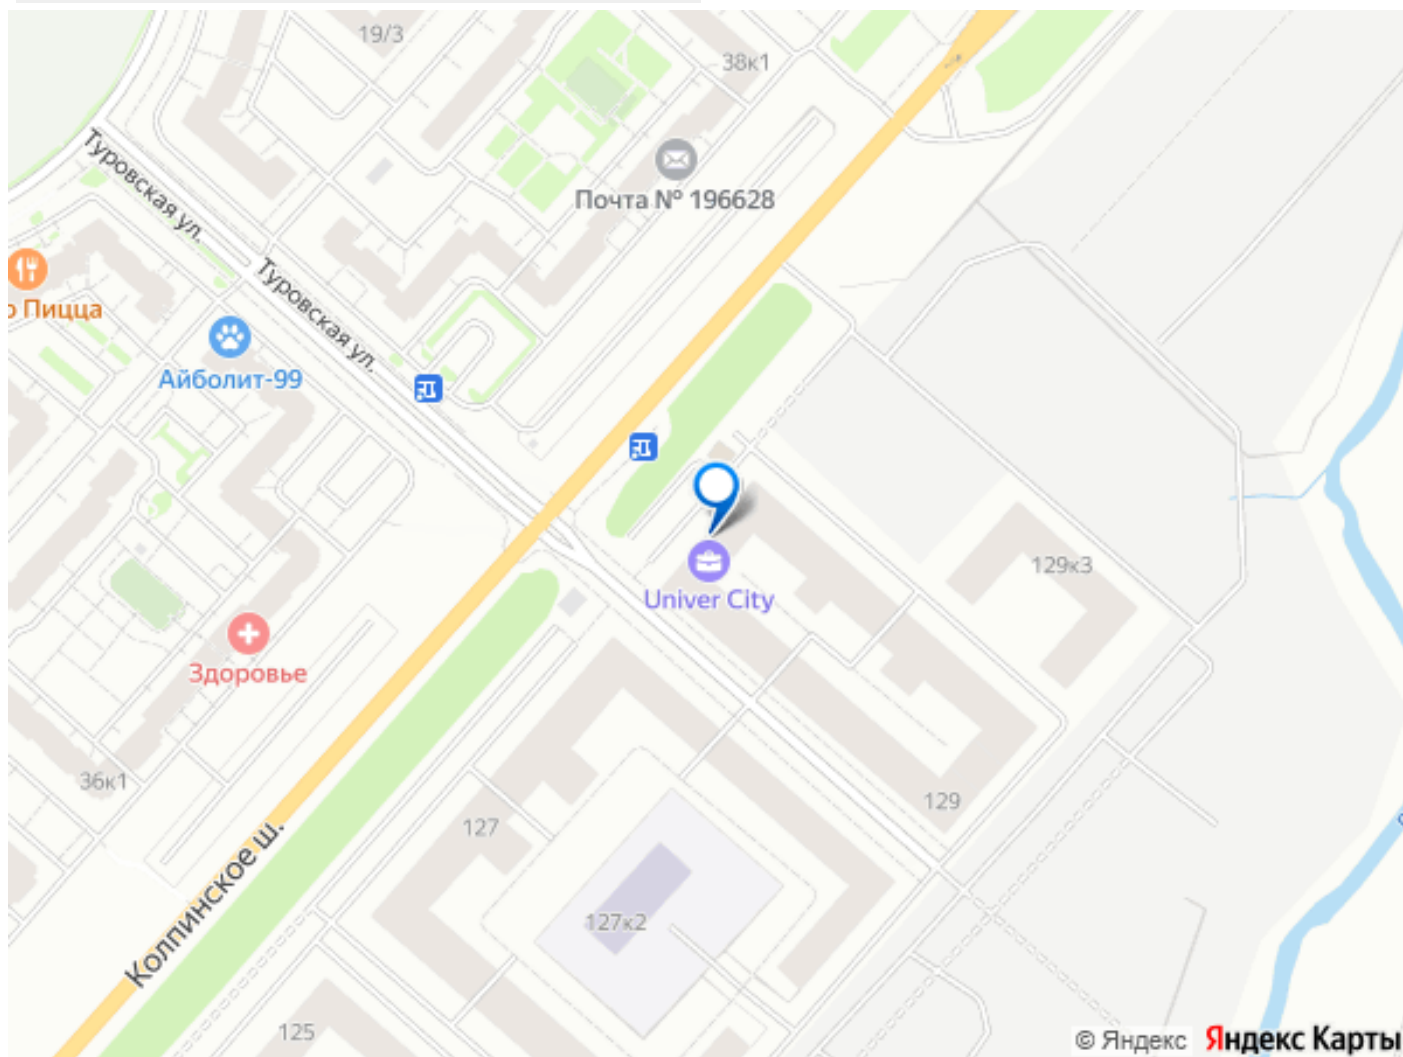 19/3
38к1
Почта № 196628
Туровская ул.
Туровская ул.
о Пицца
Айболит-99
Univer City
129к3
Здоровье
36к1
129
127
Колпинское ш.
127к2
125
© Яндекс Яндекс Карты